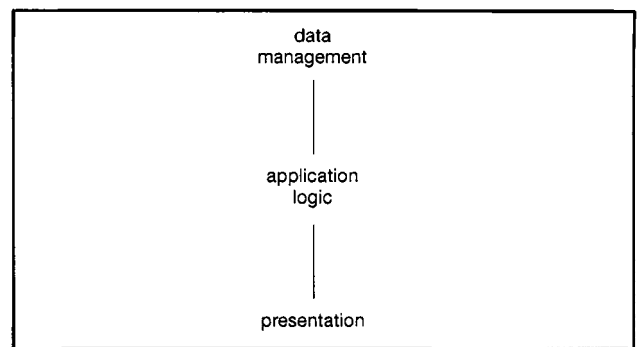 data
management
application
logic
presentation